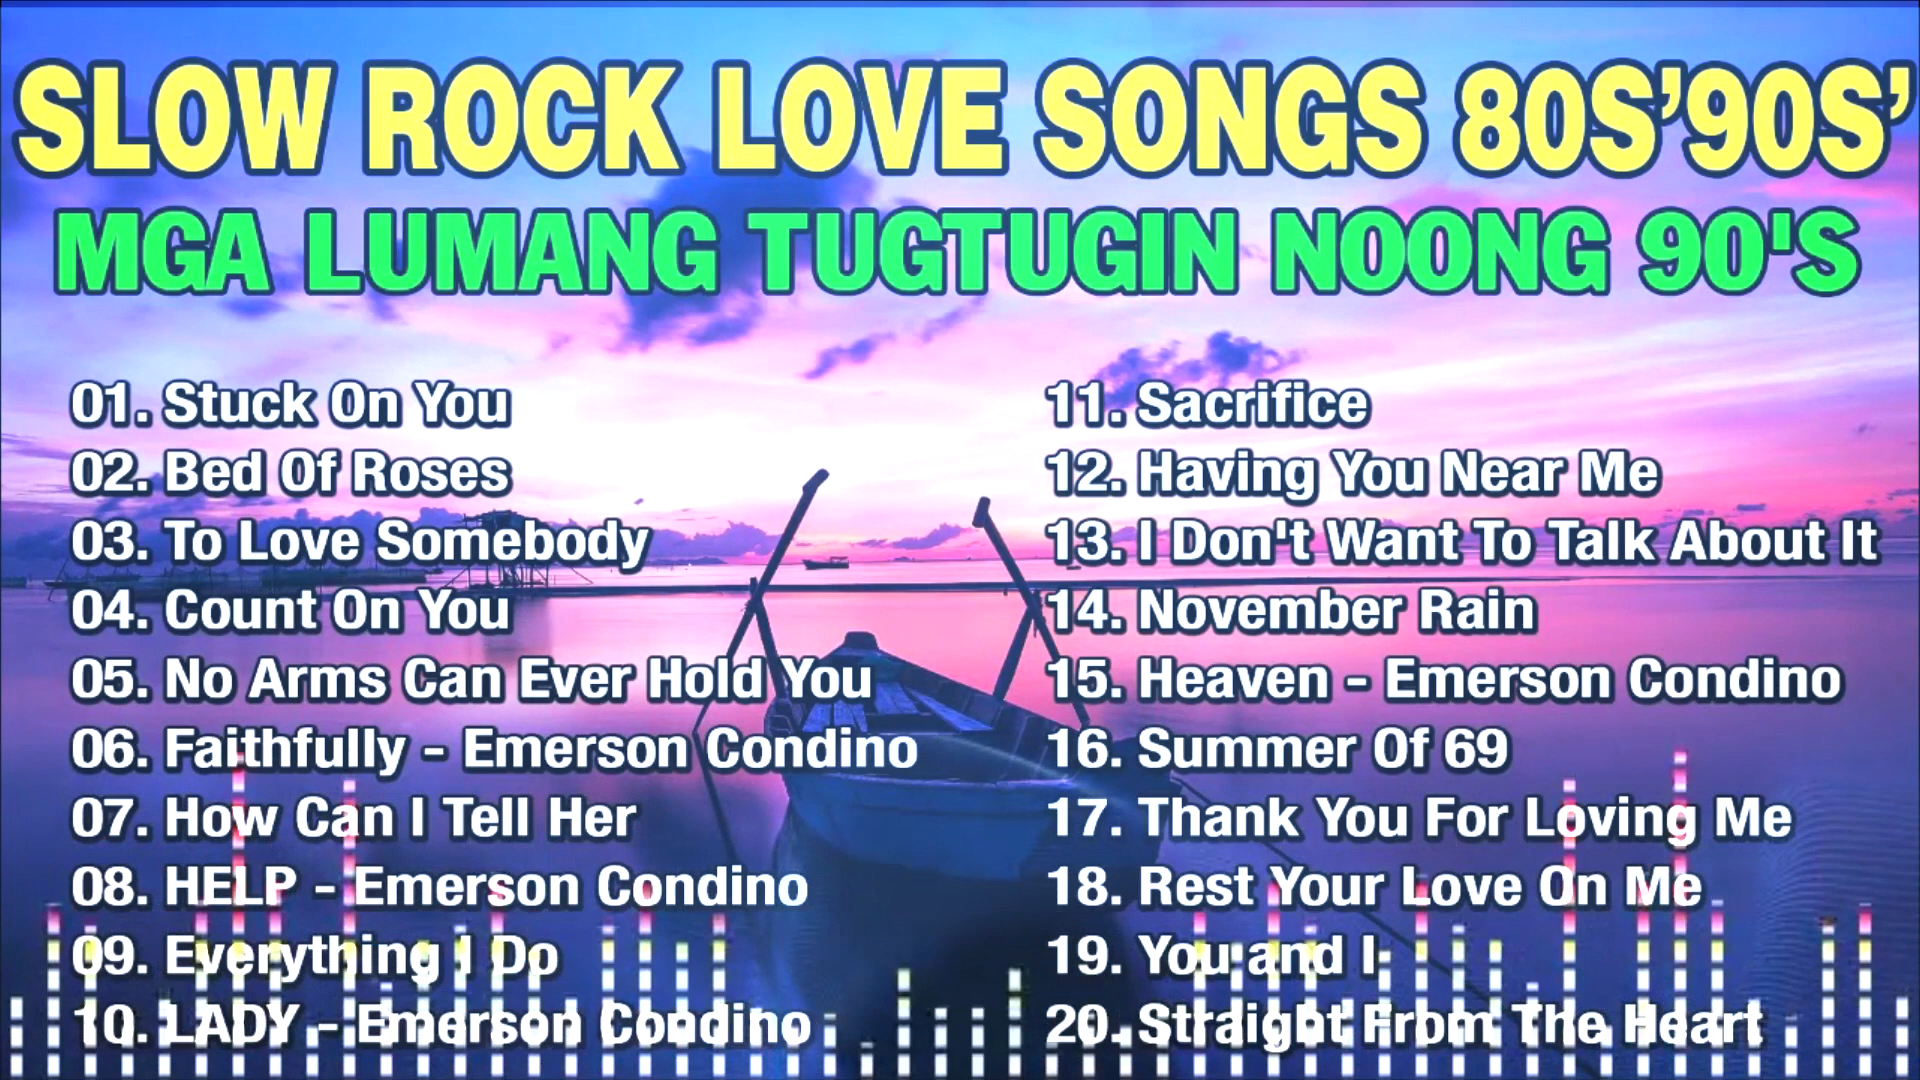 SLOW ROCK LOVE SONGS 80S’90S’
MGA LUMANG TUGTUGIN NOONG 90'S
01. Stuck On You
02. Bed Of Roses
03. To Love Somebody
04. Count On You
05. No Arms Can Ever Hold You
06. Faithfully - Emerson Condino
07. How Can I Tell Her
08. HELP - Emerson Condino
09. Everything I Do
10. LADY - Emerson Condino
11. Sacrifice
12. Having You Near Me
13. I Don't Want To Talk About It
14. November Rain
15. Heaven - Emerson Condino
16. Summer Of 69
17. Thank You For Loving Me
18. Rest Your Love On Me
19. You and I
20. Straight From The Heart